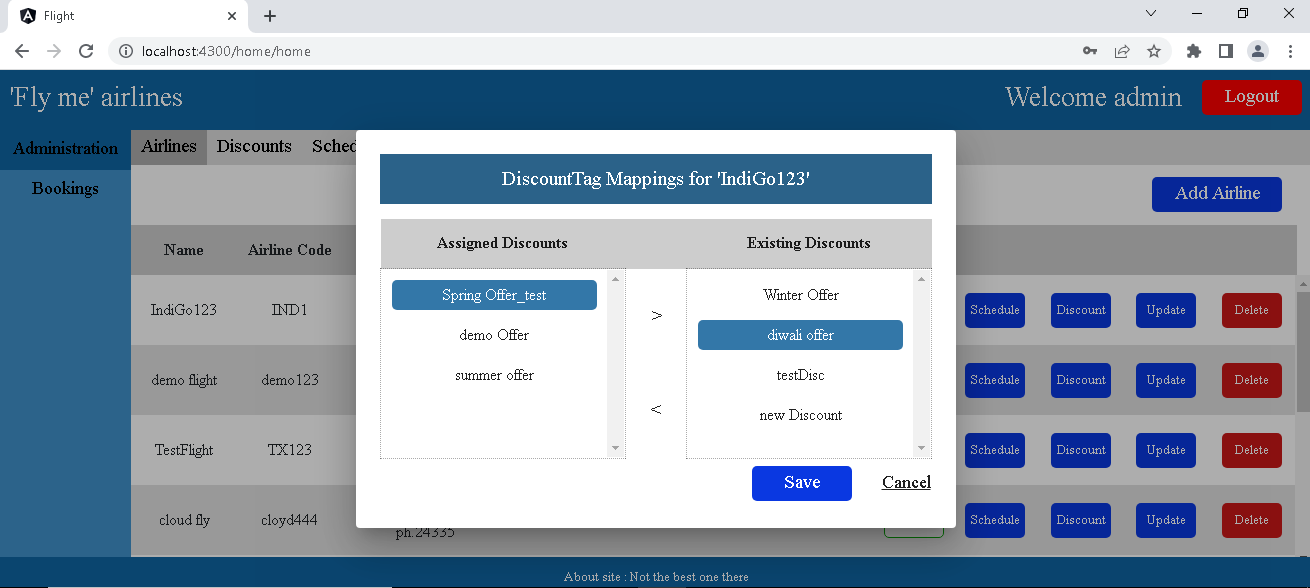 Flight
localhost:4300/home/home
'Fly me' airlines
Welcome admin
Logout
Administration
Airlines Discounts Sched
Bookings
Add Airline
DiscountTag Mappings for 'IndiGo123'
Assigned Discounts Existing Discounts
Name Airline Code
Spring Offer_test Winter Offer
IndiGo123 IND1 > Schedule Discount Update Delete
demo Offer diwali offer
summer offer testDisc
demo flight demo123 Schedule Discount Update Delete
< new Discount
TestFlight TX123 Schedule Discount Update Delete
Save Cancel
cloud fly cloyd444 Schedule Discount Update Delete
ph:24335
About site : Not the best one there